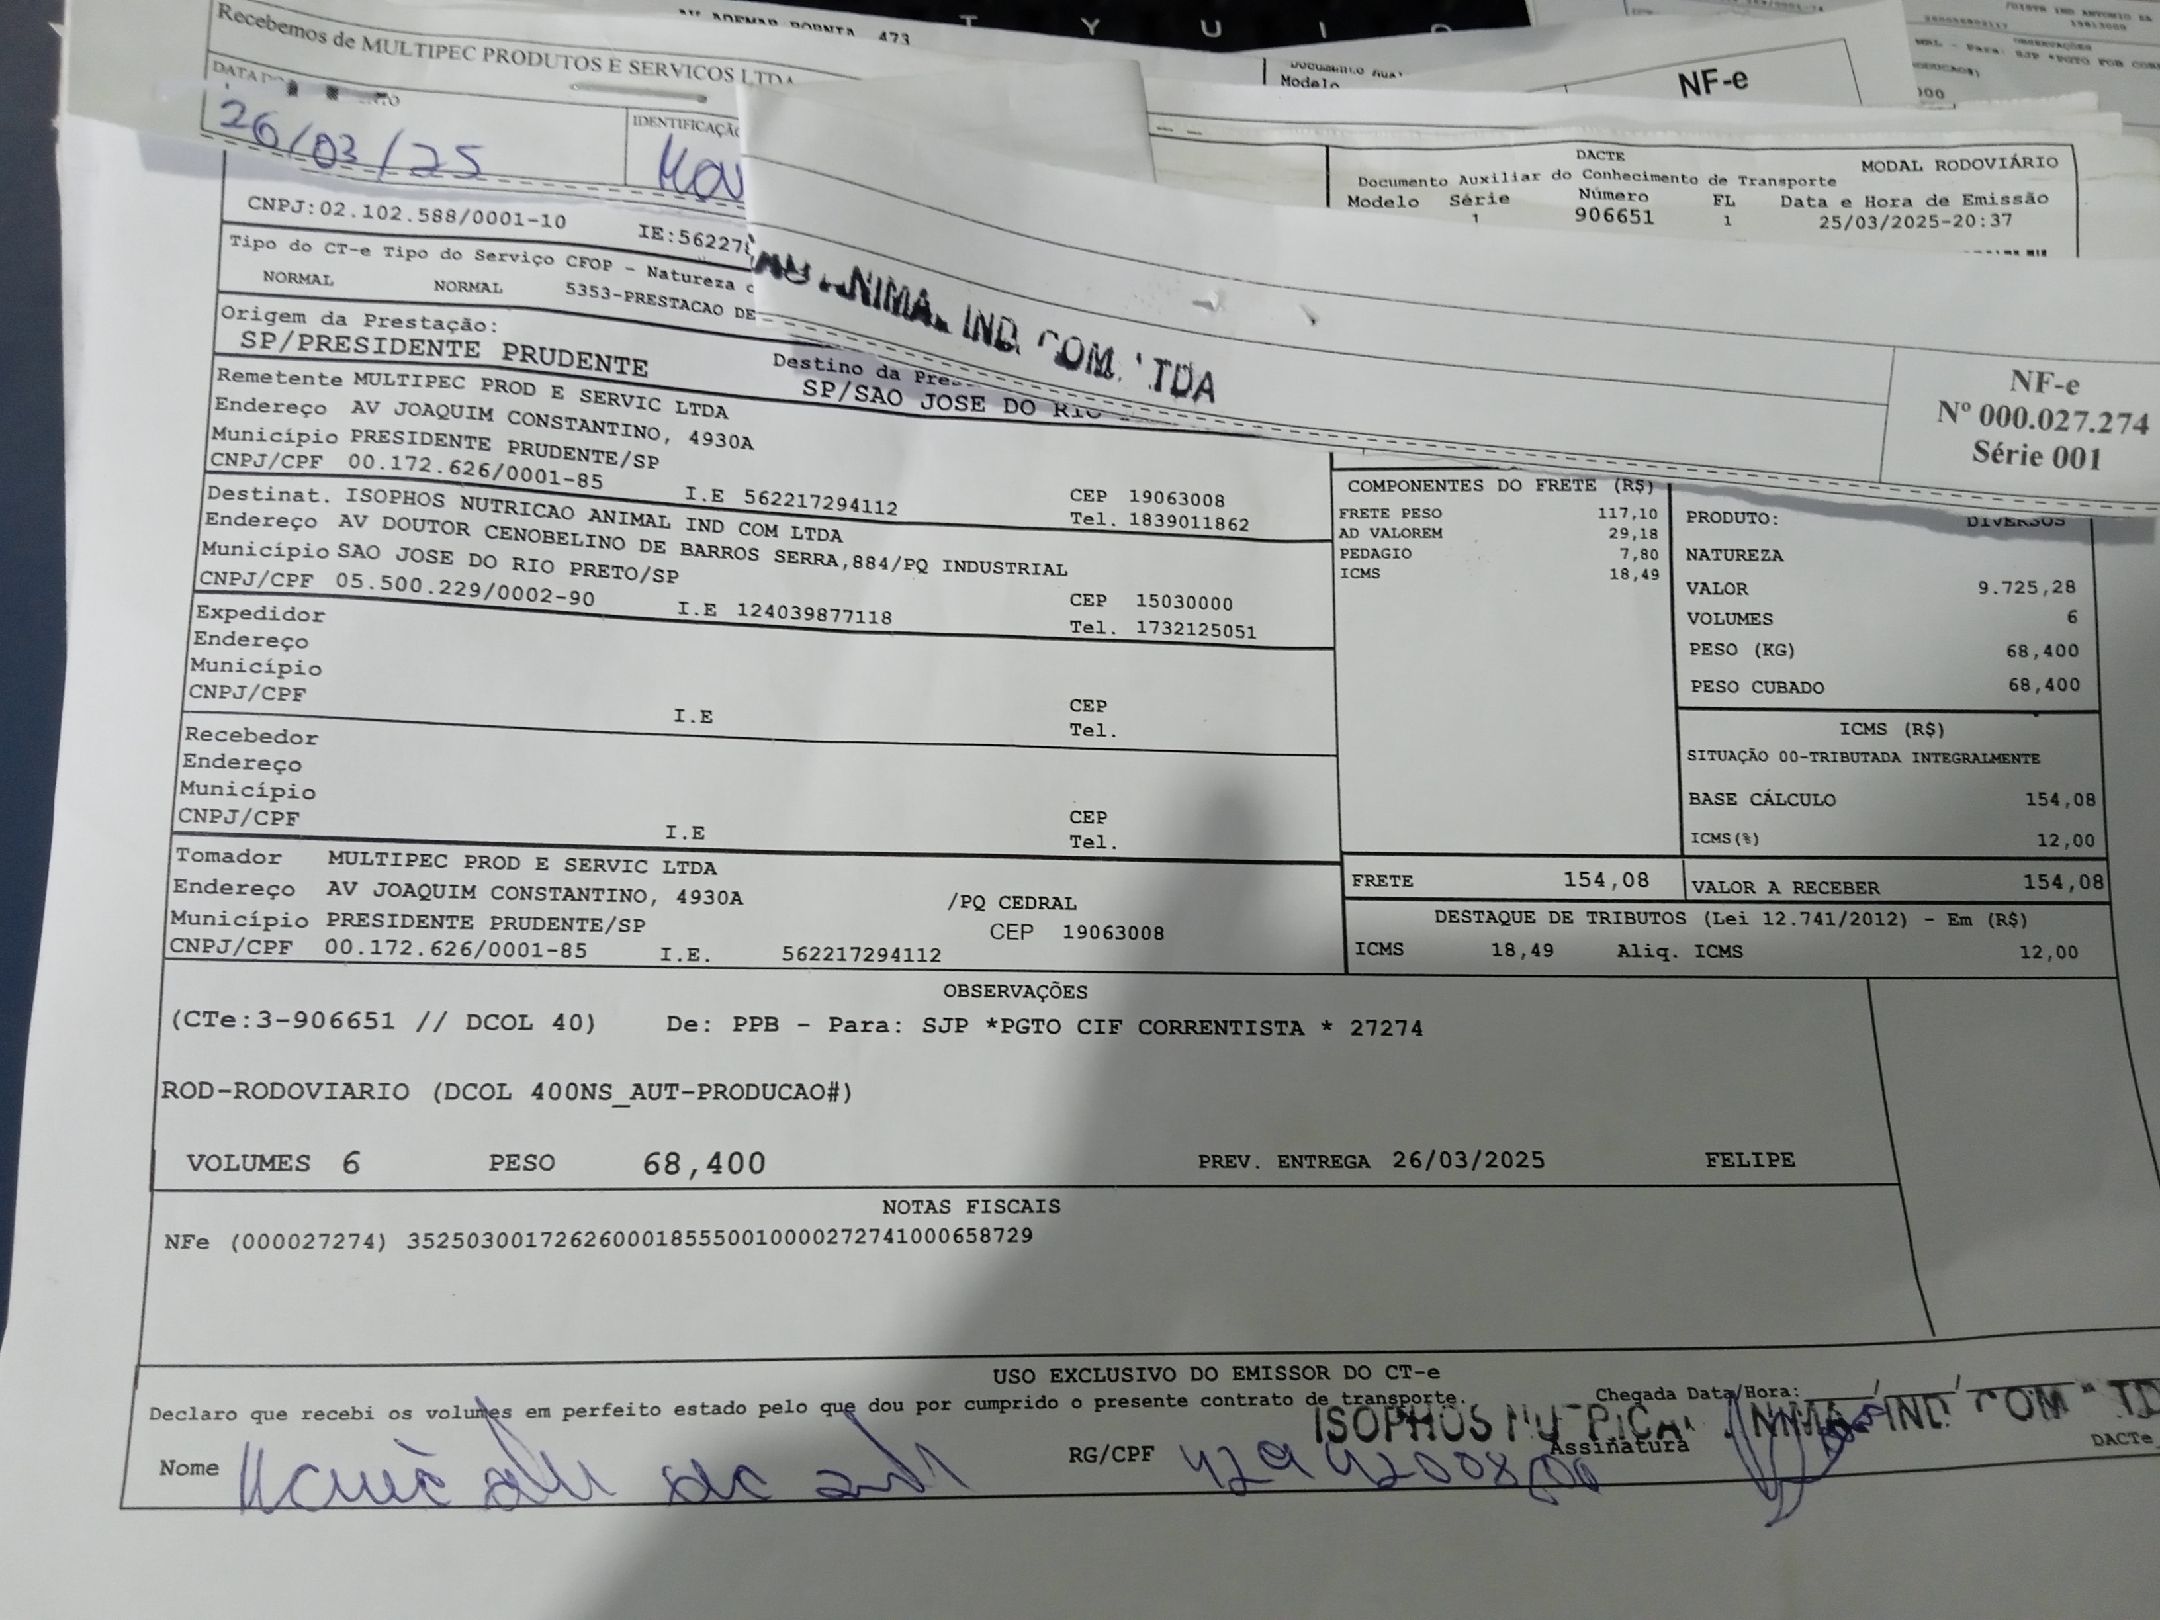 473
T Y U I
Recebemos de MULTIPEC PRODUTOS E SERVICOS LTDA
26/03/25
IDENTIFICAÇÃO
Modelo
NF-e
DACTE
MODAL RODOVIÁRIO
Documento Auxiliar do Conhecimento de Transporte
Modelo Série Número FL Data e Hora de Emissão
1 906651 1 25/03/2025-20:37
CNPJ:02.102.588/0001-10 IE:56227
Tipo do CT-e Tipo do Serviço CFOP - Natureza
NORMAL NORMAL 5353-PRESTACAO DE
IND. COM. LTDA
Origem da Prestação:
SP/PRESIDENTE PRUDENTE
Destino da
SP/SAO JOSE DO RIO
NF-e
Nº 000.027.274
Série 001
Remetente MULTIPEC PROD E SERVIC LTDA
Endereço AV JOAQUIM CONSTANTINO, 4930A
Município PRESIDENTE PRUDENTE/SP
CNPJ/CPF 00.172.626/0001-85 I.E 562217294112
CEP 19063008
Tel. 1839011862
Destinat. ISOPHOS NUTRICAO ANIMAL IND COM LTDA
Endereço AV DOUTOR CENOBELINO DE BARROS SERRA,884/PQ INDUSTRIAL
Município SAO JOSE DO RIO PRETO/SP
CNPJ/CPF 05.500.229/0002-90 I.E 124039877118
CEP 15030000
Tel. 1732125051
Expedidor
Endereço
Município
CNPJ/CPF I.E
CEP
Tel.
Recebedor
Endereço
Município
CNPJ/CPF I.E
CEP
Tel.
Tomador MULTIPEC PROD E SERVIC LTDA
Endereço AV JOAQUIM CONSTANTINO, 4930A /PQ CEDRAL
Município PRESIDENTE PRUDENTE/SP CEP 19063008
CNPJ/CPF 00.172.626/0001-85 I.E. 562217294112
COMPONENTES DO FRETE (R$)
FRETE PESO 117,10
AD VALOREM 29,18
PEDAGIO 7,80
ICMS 18,49
PRODUTO: DIVERSOS
NATUREZA
VALOR 9.725,28
VOLUMES 6
PESO (KG) 68,400
PESO CUBADO 68,400
ICMS (R$)
SITUAÇÃO 00-TRIBUTADA INTEGRALMENTE
BASE CÁLCULO 154,08
ICMS(%) 12,00
FRETE 154,08 VALOR A RECEBER 154,08
DESTAQUE DE TRIBUTOS (Lei 12.741/2012) - Em (R$)
ICMS 18,49 Aliq. ICMS 12,00
OBSERVAÇÕES
(CTe:3-906651 // DCOL 40) De: PPB - Para: SJP *PGTO CIF CORRENTISTA * 27274
ROD-RODOVIARIO (DCOL 400NS_AUT-PRODUCAO#)
VOLUMES 6 PESO 68,400 PREV. ENTREGA 26/03/2025 FELIPE
NOTAS FISCAIS
NFe (000027274) 35250300172626000185550010000272741000658729
USO EXCLUSIVO DO EMISSOR DO CT-e
Declaro que recebi os volumes em perfeito estado pelo que dou por cumprido o presente contrato de transporte. Chegada Data/Hora:
ISOPHOS IND COM
Nome RG/CPF Assinatura DACTe